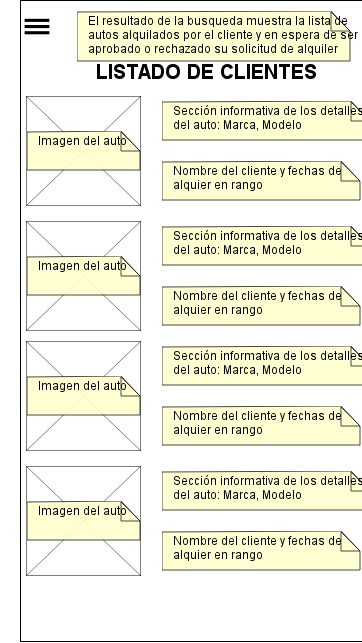 El resultado de la busqueda muestra la lista de
autos alquilados por el cliente y en espera de ser
aprobado o rechazado su solicitud de alquiler
LISTADO DE CLIENTES
Imagen del auto
Sección informativa de los detalles
del auto: Marca, Modelo
Nombre del cliente y fechas de
alquier en rango
Imagen del auto
Sección informativa de los detalles
del auto: Marca, Modelo
Nombre del cliente y fechas de
alquier en rango
Imagen del auto
Sección informativa de los detalles
del auto: Marca, Modelo
Nombre del cliente y fechas de
alquier en rango
Imagen del auto
Sección informativa de los detalles
del auto: Marca, Modelo
Nombre del cliente y fechas de
alquier en rango